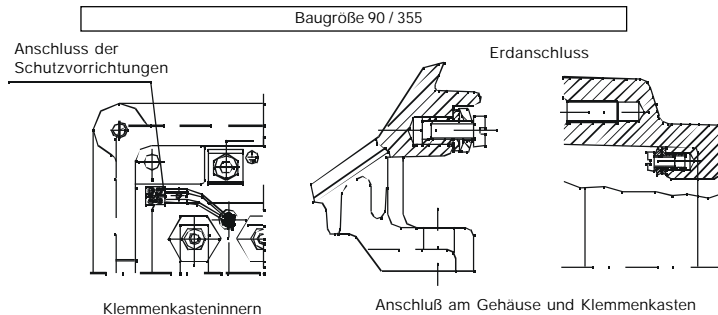 Baugröße 90 / 355
Anschluss der
Schutzvorrichtungen
Erdanschluss
Klemmenkasteninnern
Anschluß am Gehäuse und Klemmenkasten